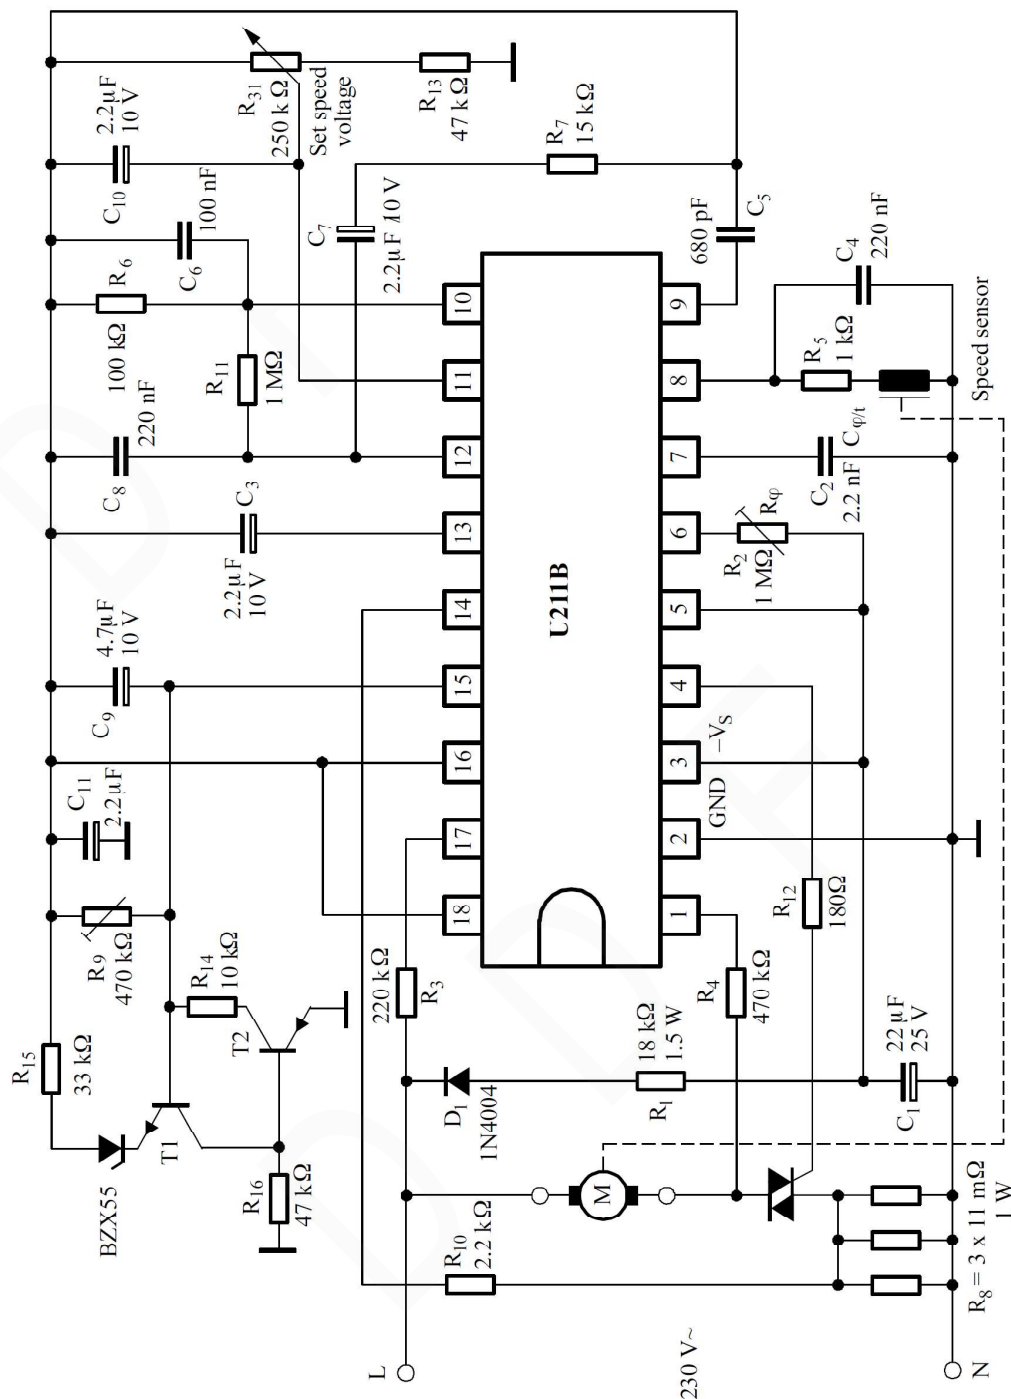 R15
33 kΩ
BZX55
T1
R16
47 kΩ
R9
470 kΩ
R14
10 kΩ
T2
C11
2.2µF
C9
4.7µF
10 V
2.2µF
10 V
C3
C8
220 nF
R11
1 MΩ
100 kΩ
R6
C6
100 nF
C10
2.2µF
10 V
R31
250 kΩ
Set speed
voltage
R13
47 kΩ
C7
2.2µF /10 V
R7
15 kΩ
L
R10
2.2 kΩ
230 V~
D1
1N4004
220 kΩ
R3
18 17 16 15 14 13 12 11 10
U211B
1 2 3 4 5 6 7 8 9
GND
–VS
M
R1
18 kΩ
1.5 W
R4
470 kΩ
R12
180Ω
R2
1 MΩ
Rφ
C2
2.2 nF
Cφ/t
R5
1 kΩ
680 pF
C5
C4
220 nF
C1
22 µF
25 V
N
R8 = 3 x 11 mΩ
1 W
Speed sensor